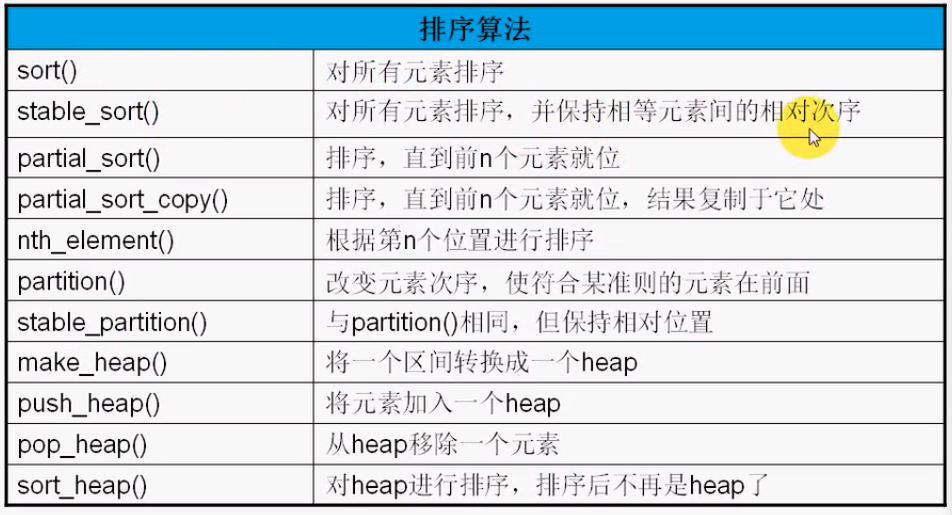 排序算法
sort() 对所有元素排序
stable_sort() 对所有元素排序，并保持相等元素间的相对次序
partial_sort() 排序，直到前n个元素就位
partial_sort_copy() 排序，直到前n个元素就位，结果复制于它处
nth_element() 根据第n个位置进行排序
partition() 改变元素次序，使符合某准则的元素在前面
stable_partition() 与partition()相同，但保持相对位置
make_heap() 将一个区间转换成一个heap
push_heap() 将元素加入一个heap
pop_heap() 从heap移除一个元素
sort_heap() 对heap进行排序，排序后不再是heap了